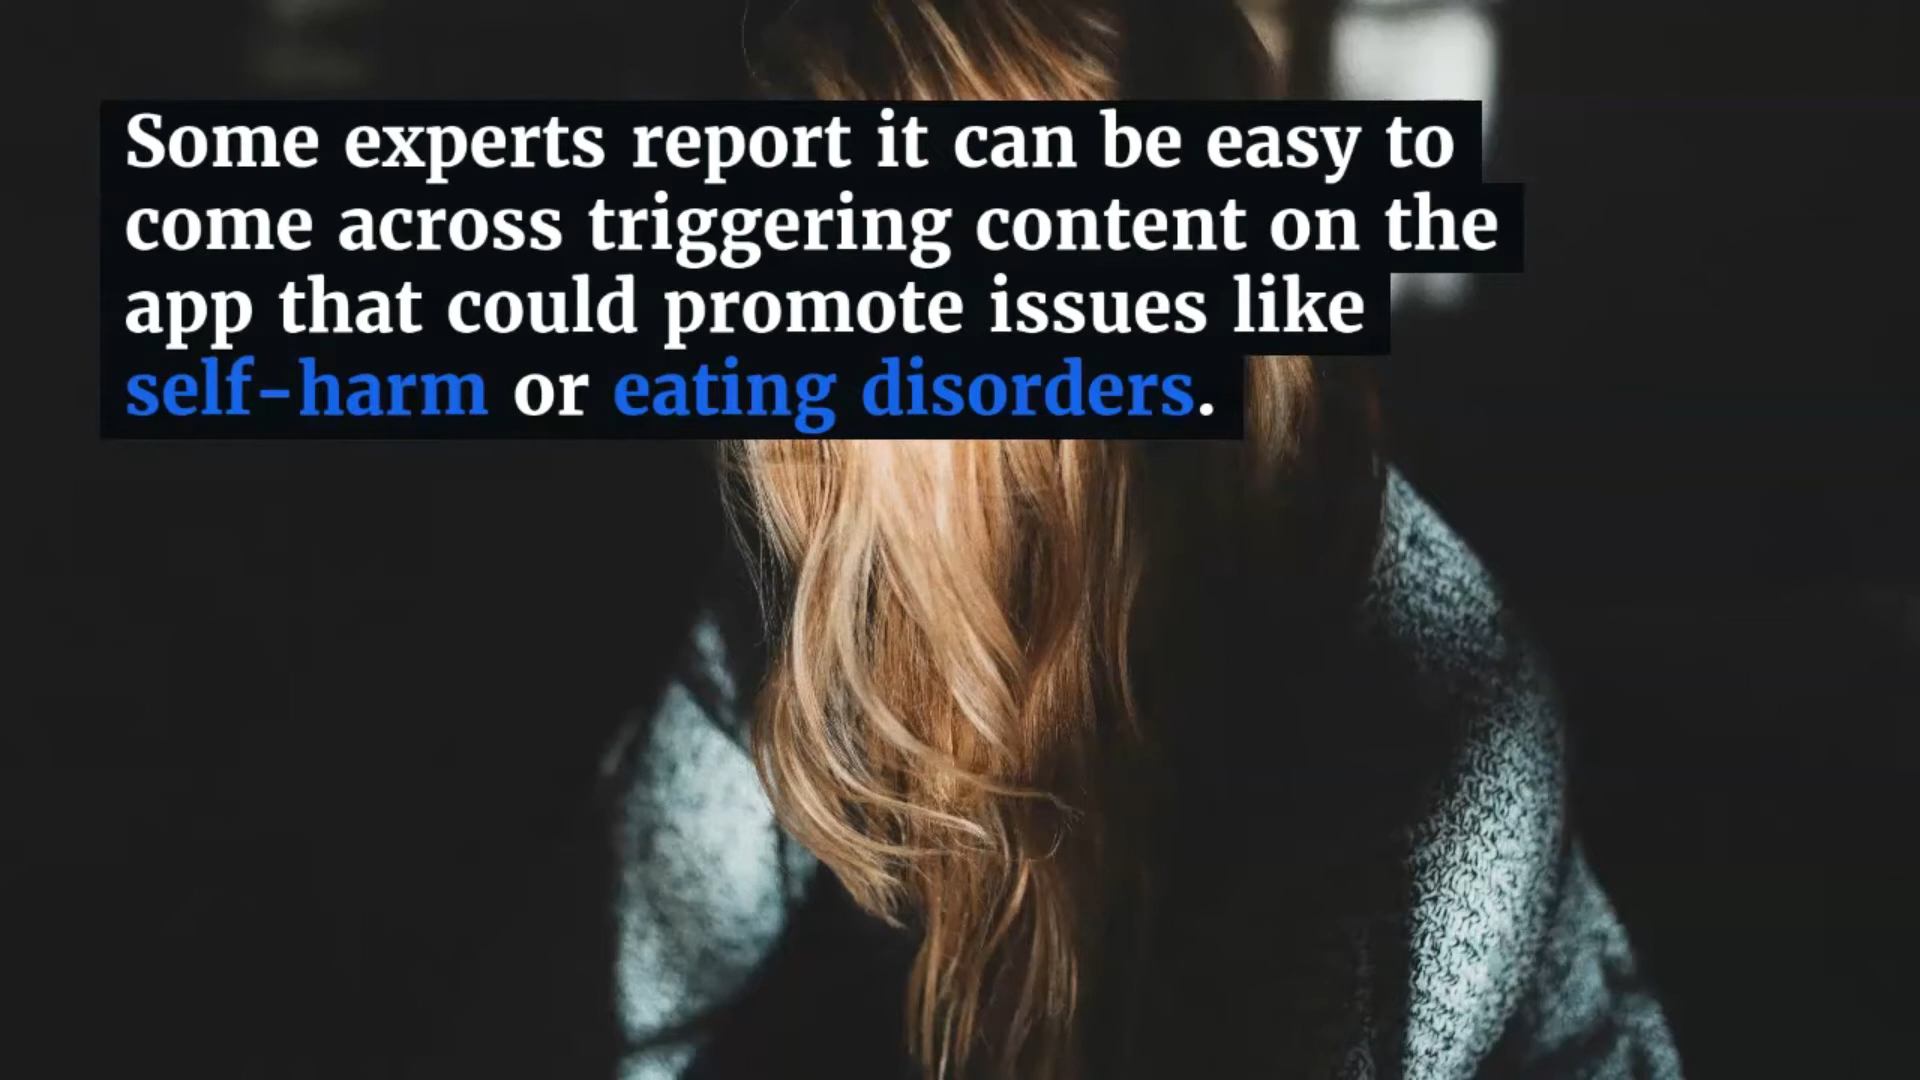 Some experts report it can be easy to
come across triggering content on the
app that could promote issues like
self-harm or eating disorders.